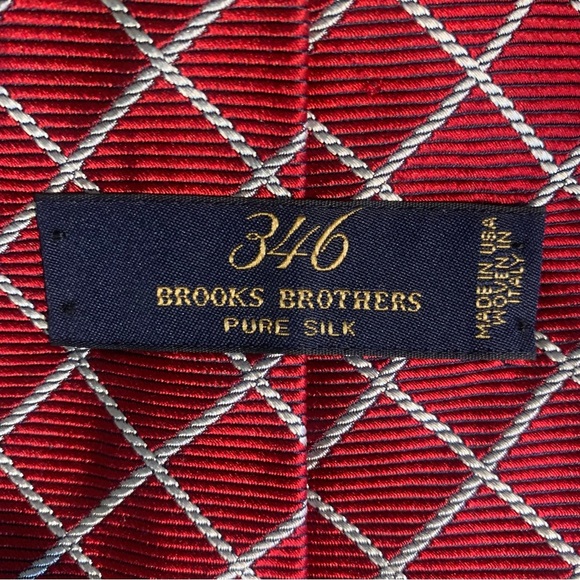 346
BROOKS BROTHERS
PURE SILK
MADE IN USA
WOVEN IN
ITALY